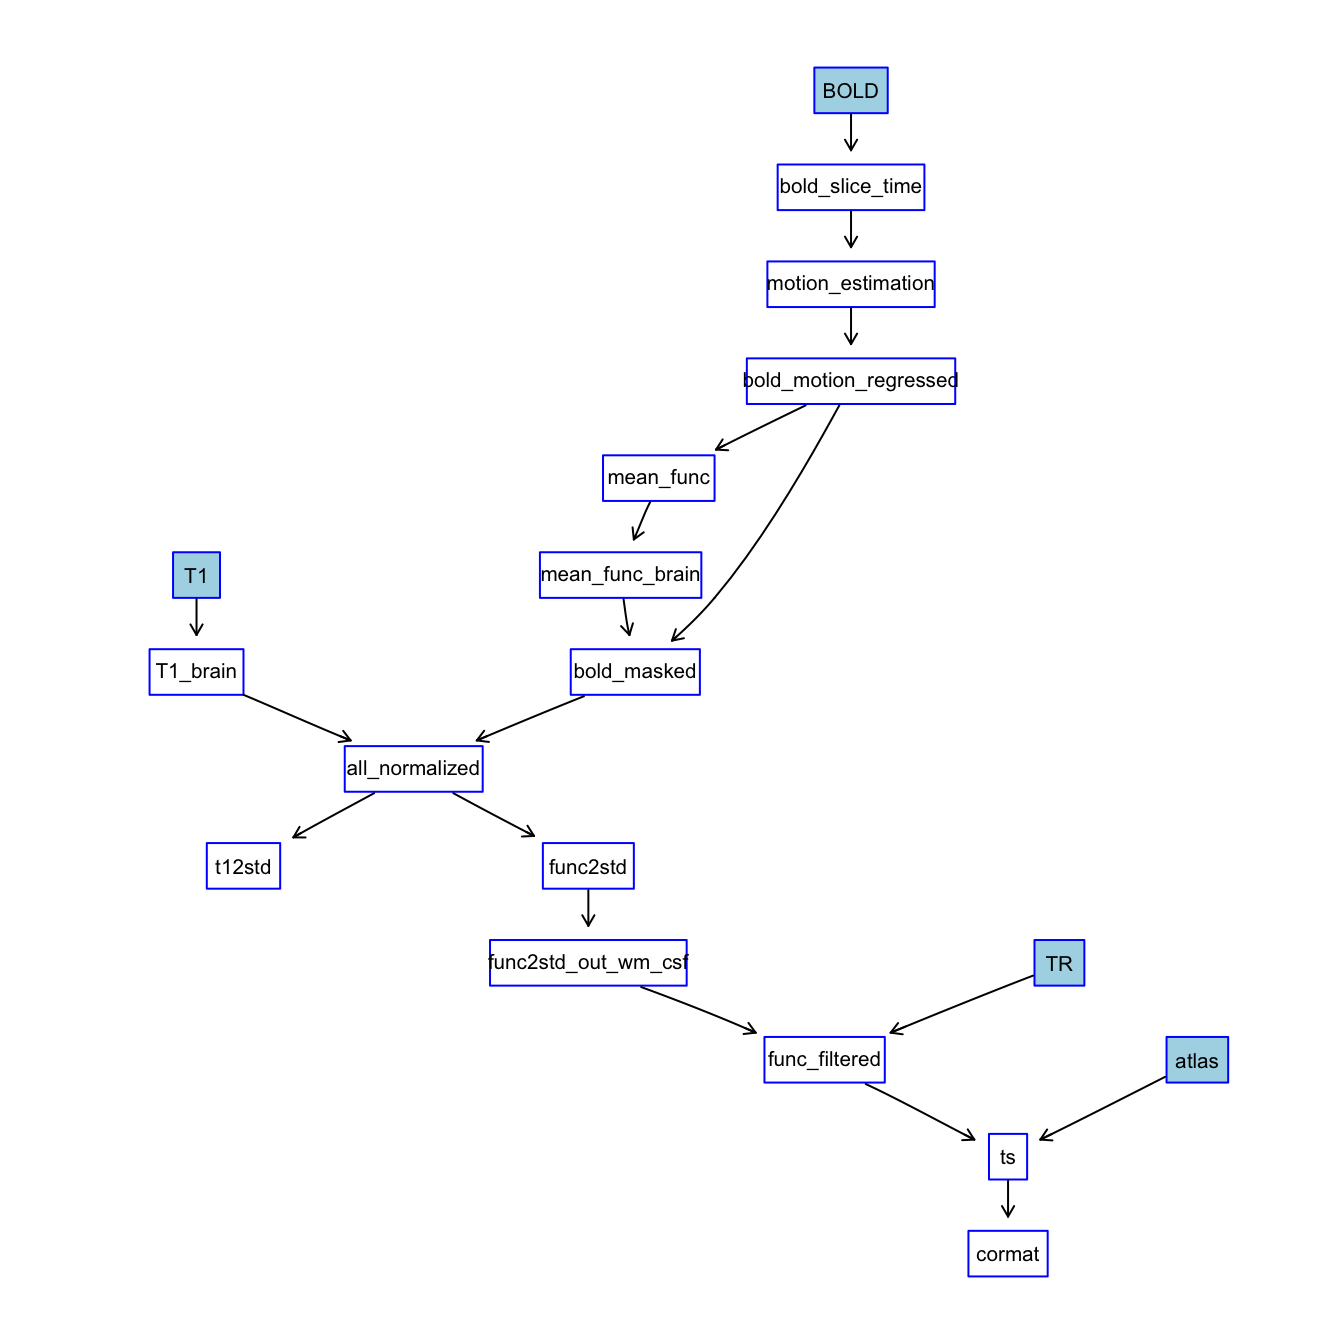 BOLD
bold_slice_time
motion_estimation
bold_motion_regressed
mean_func
T1
mean_func_brain
T1_brain
bold_masked
all_normalized
t12std
func2std
func2std_out_wm_csf
TR
func_filtered
atlas
ts
cormat